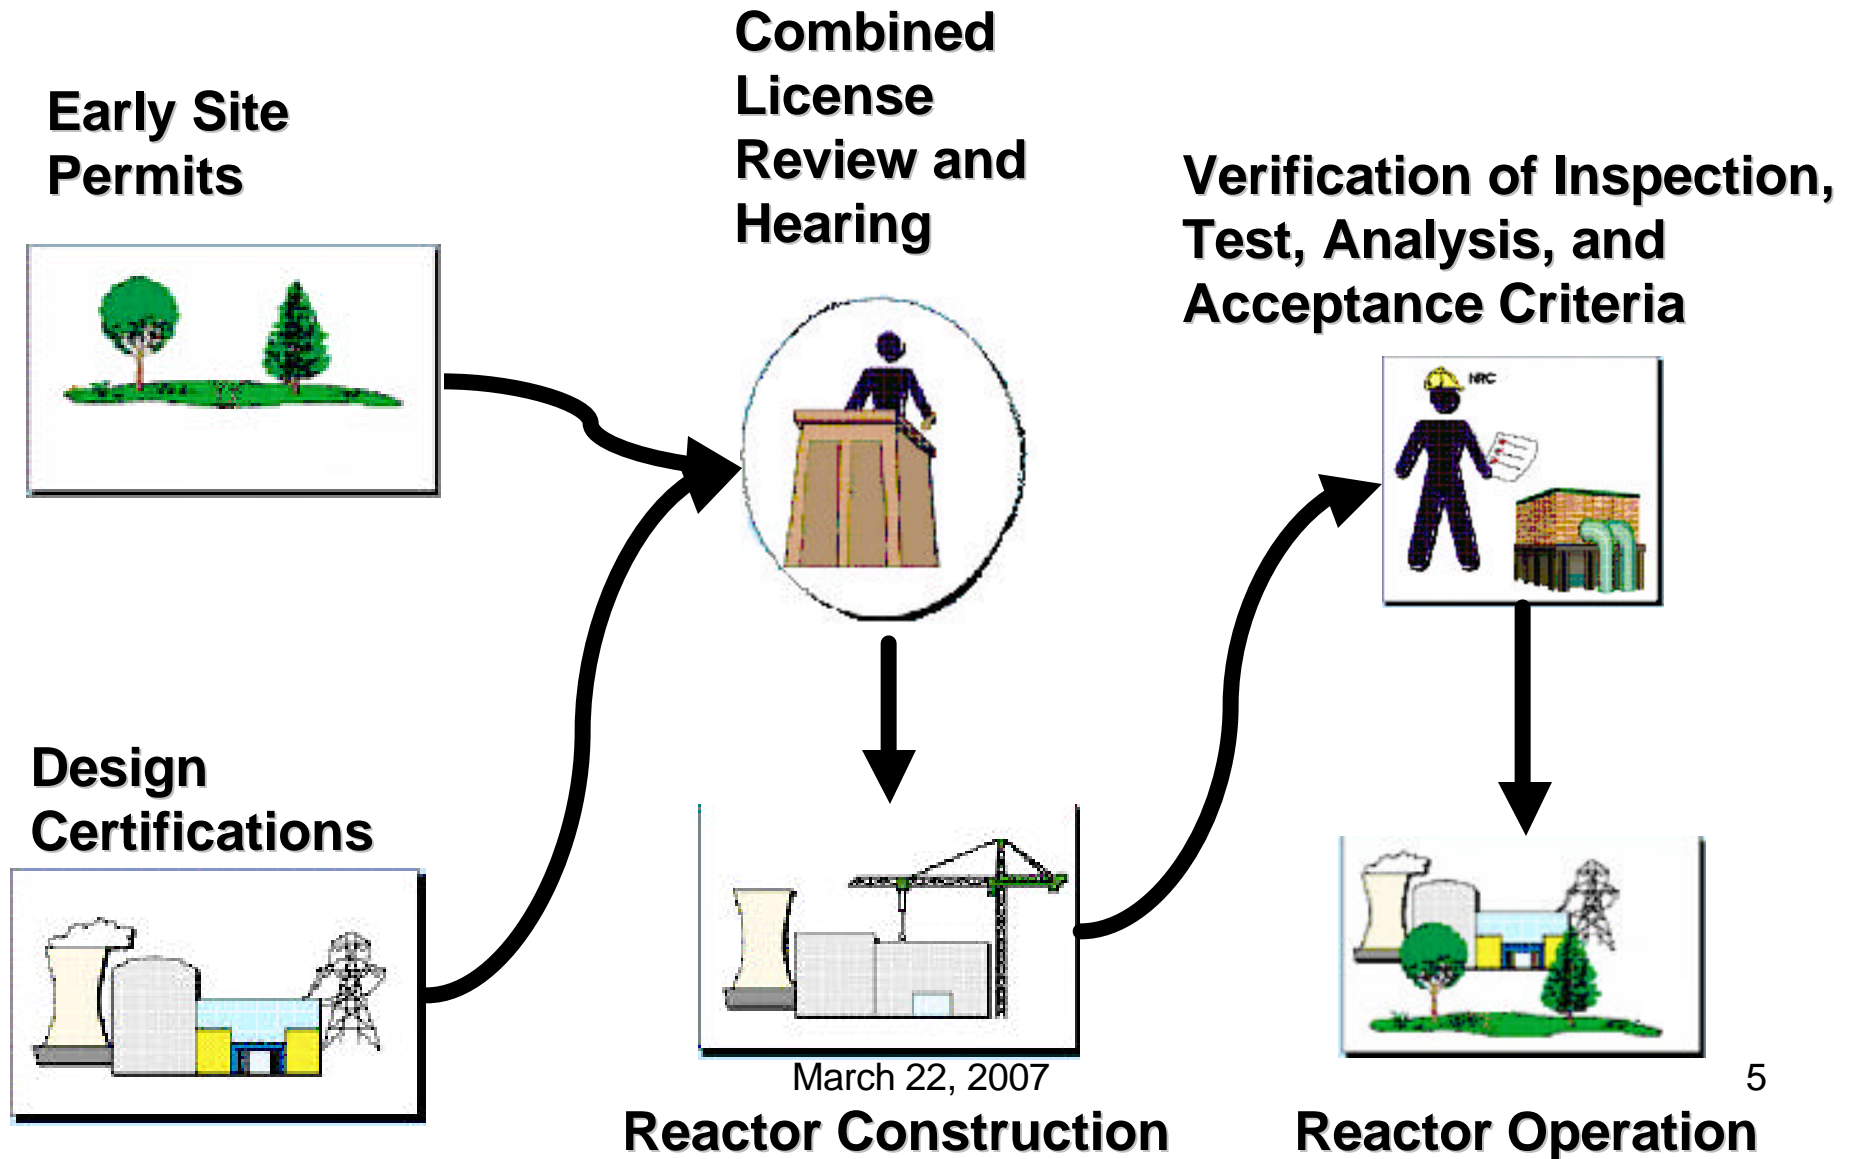 Early Site
Permits
Combined
License
Review and
Hearing
Verification of Inspection,
Test, Analysis, and
Acceptance Criteria
NRC
Design
Certifications
March 22, 2007
5
Reactor Construction
Reactor Operation